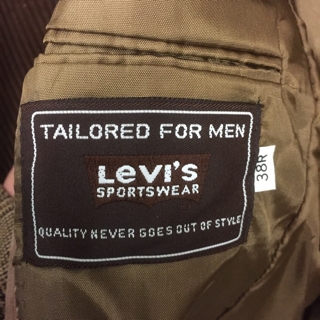 TAILORED FOR MEN
LEVI'S
SPORTSWEAR
QUALITY NEVER GOES OUT OF STYLE
38R